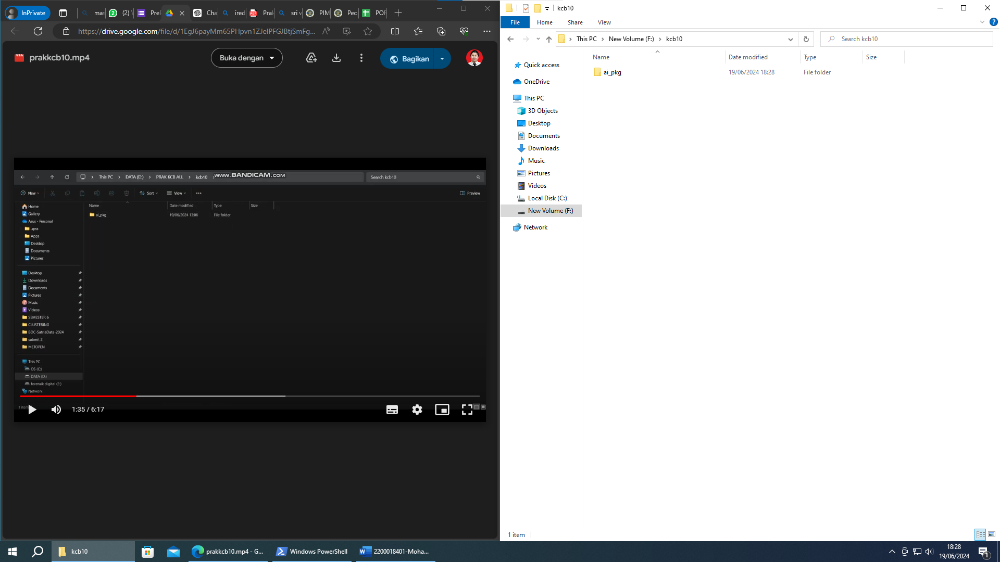 InPrivate
mas
(2) \
Prel
Cha
ired
Prak
sri v
PIM
Peo
POR
https://drive.google.com/file/d/1EgJ6payMm65PHpvn1ZJelPFGJBtjSmFg...
prakkcb10.mp4
Buka dengan
Bagikan
This PC > DATA (D:) > PRAK KCB ALL > kcb10 >
www.BANDICAM.com
Search kcb10
New
Sort
View
Preview
Name
Date modified
Type
Size
ai_pkg
19/06/2024 13:06
File folder
Home
Gallery
Asus - Personal
.spss
Apps
Desktop
Documents
Pictures
Desktop
Downloads
Documents
Pictures
Music
Videos
SEMESTER 6
CLUSTERING
BDC-SatriaData-2024
submit 2
METOPEN
This PC
OS (C:)
DATA (D:)
forensik digital (E:)
Network
1:35 / 6:17
kcb10
File
Home
Share
View
This PC > New Volume (F:) > kcb10
Search kcb10
Name
Date modified
Type
Size
ai_pkg
19/06/2024 18:28
File folder
Quick access
OneDrive
This PC
3D Objects
Desktop
Documents
Downloads
Music
Pictures
Videos
Local Disk (C:)
New Volume (F:)
Network
1 item
kcb10
prakkcb10.mp4 - G...
Windows PowerShell
2200018401-Moha...
18:28
19/06/2024
1